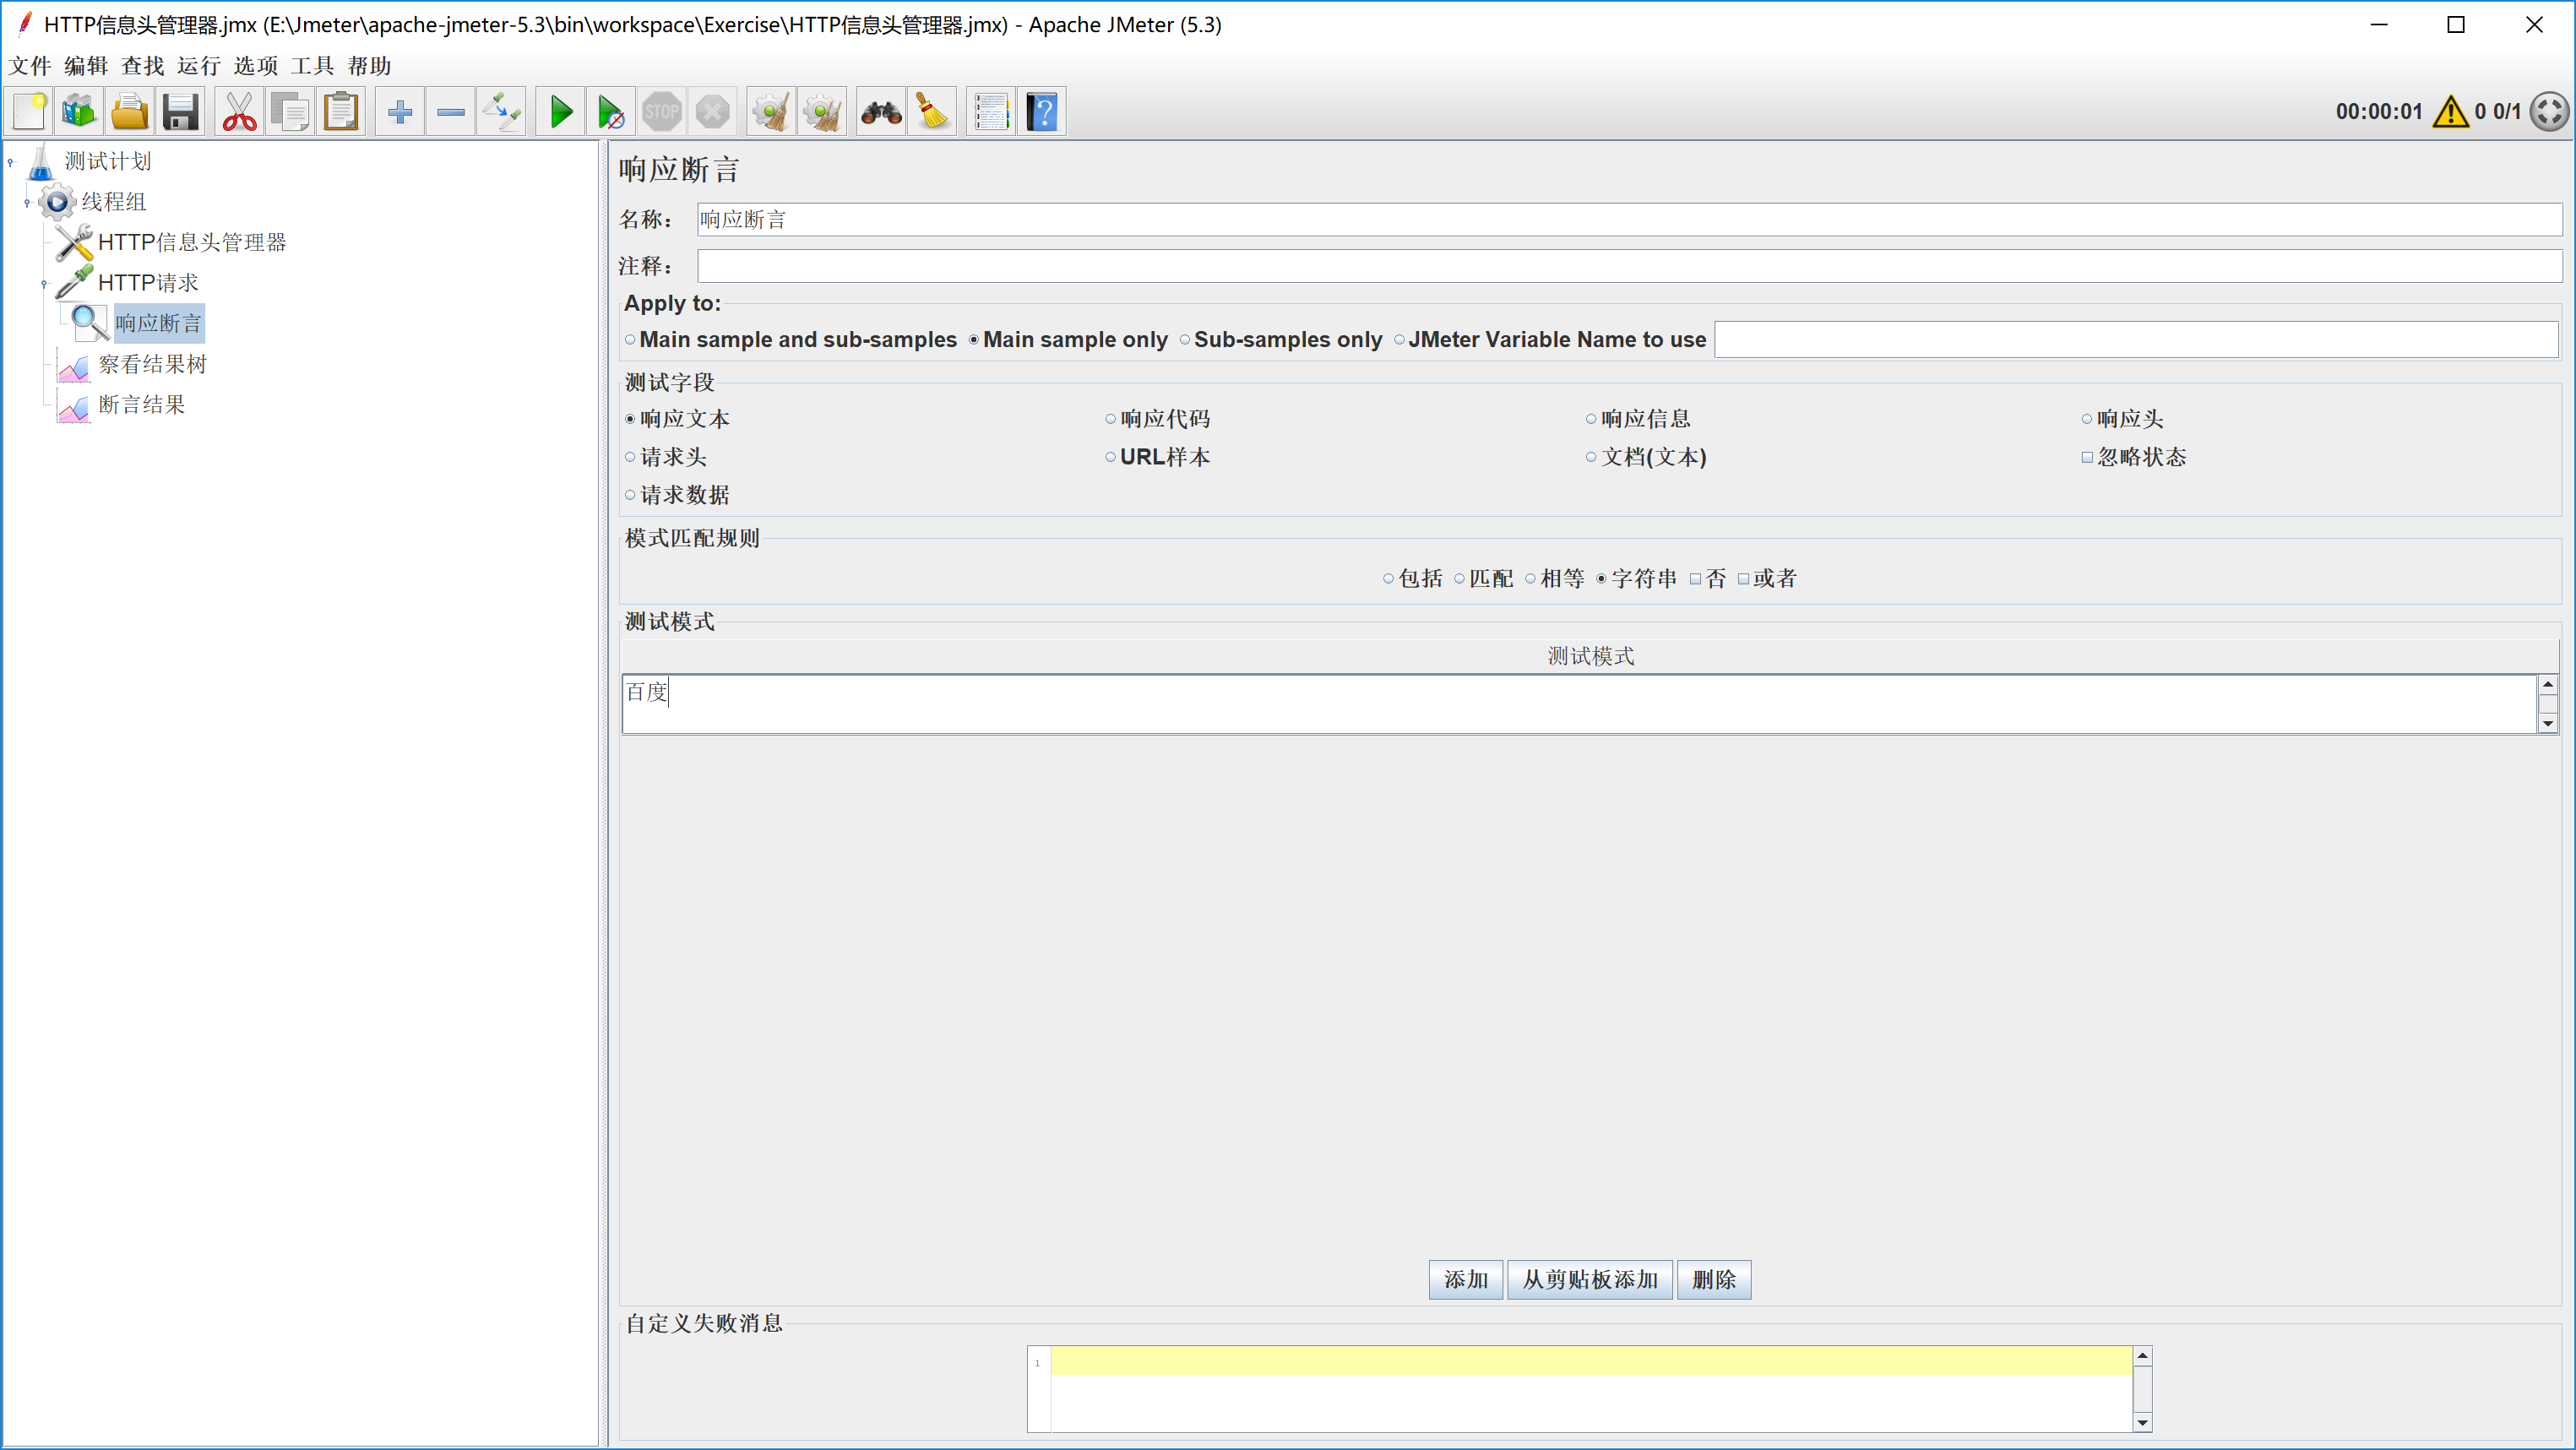 HTTP信息头管理器.jmx (E:\Jmeter\apache-jmeter-5.3\bin\workspace\Exercise\HTTP信息头管理器.jmx) - Apache JMeter (5.3)
文件 编辑 查找 运行 选项 工具 帮助
STOP
00:00:01 0 0/1
测试计划
线程组
HTTP信息头管理器
HTTP请求
响应断言
察看结果树
断言结果
响应断言
名称： 响应断言
注释：
Apply to:
Main sample and sub-samples Main sample only Sub-samples only JMeter Variable Name to use
测试字段
响应文本 响应代码 响应信息 响应头
请求头 URL样本 文档(文本) 忽略状态
请求数据
模式匹配规则
包括 匹配 相等 字符串 否 或者
测试模式
测试模式
百度
添加 从剪贴板添加 删除
自定义失败消息
1